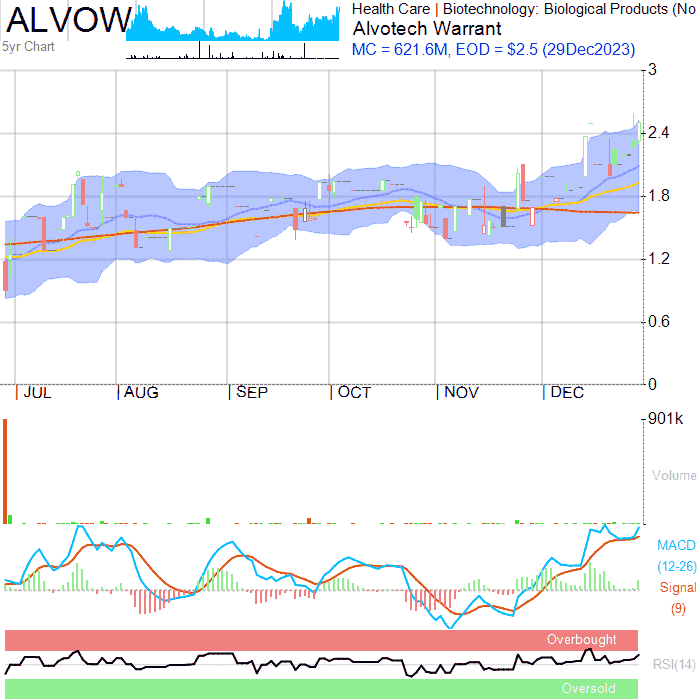 ALVOW
5yr Chart
Health Care | Biotechnology: Biological Products (No
Alvotech Warrant
MC = 621.6M, EOD = $2.5 (29Dec2023)
3
2.4
1.8
1.2
0.6
0
JUL AUG SEP OCT NOV DEC
901k
Volume
MACD
(12-26)
Signal
(9)
Overbought
RSI(14)
Oversold